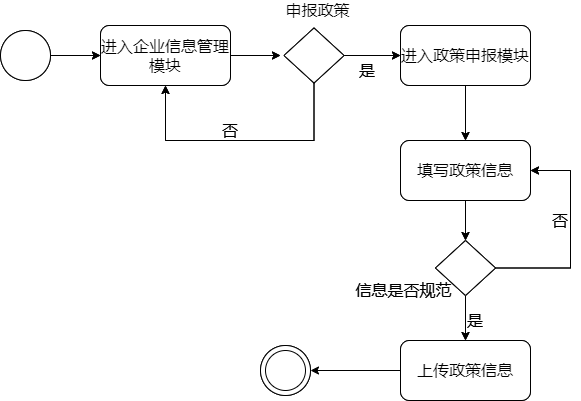 申报政策
进入企业信息管理
模块
进入政策申报模块
是
否
填写政策信息
否
信息是否规范
是
上传政策信息